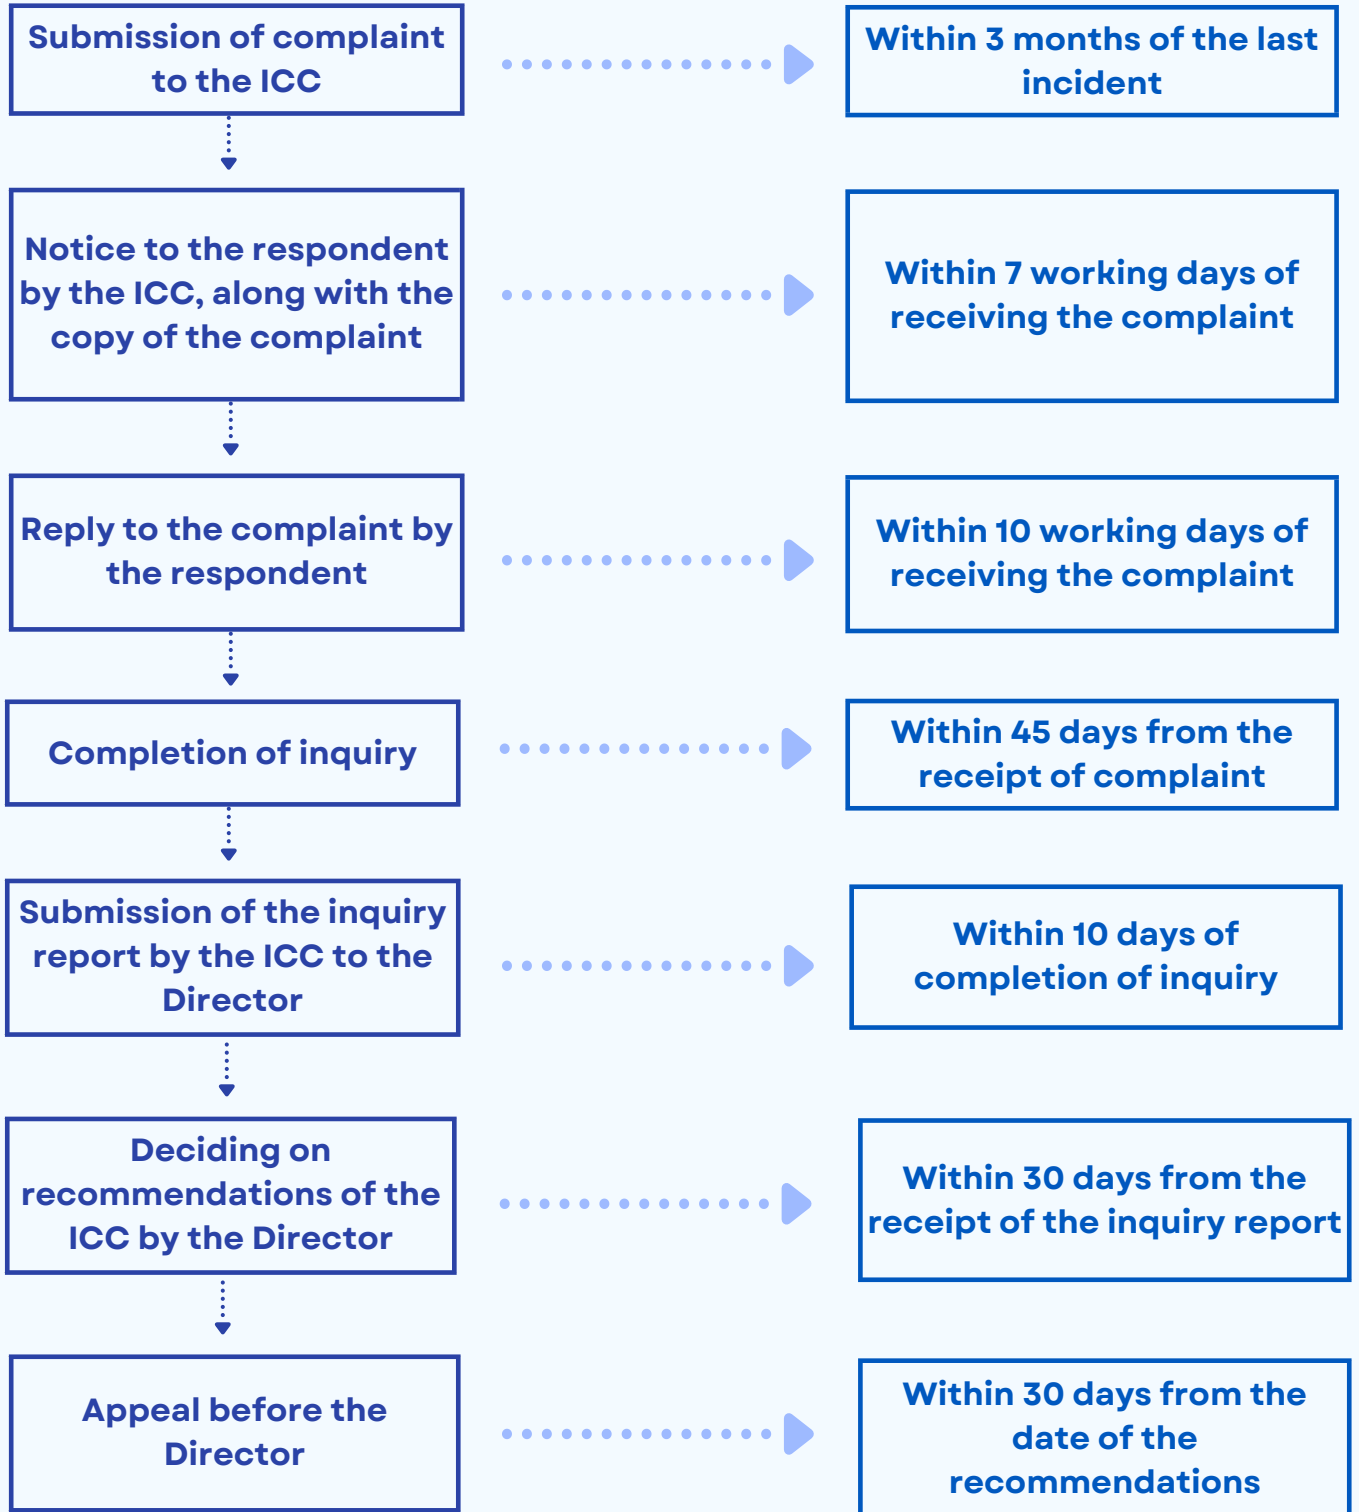 Submission of complaint
to the ICC
Within 3 months of the last
incident
Notice to the respondent
by the ICC, along with the
copy of the complaint
Within 7 working days of
receiving the complaint
Reply to the complaint by
the respondent
Within 10 working days of
receiving the complaint
Completion of inquiry
Within 45 days from the
receipt of complaint
Submission of the inquiry
report by the ICC to the
Director
Within 10 days of
completion of inquiry
Deciding on
recommendations of the
ICC by the Director
Within 30 days from the
receipt of the inquiry report
Appeal before the
Director
Within 30 days from the
date of the
recommendations